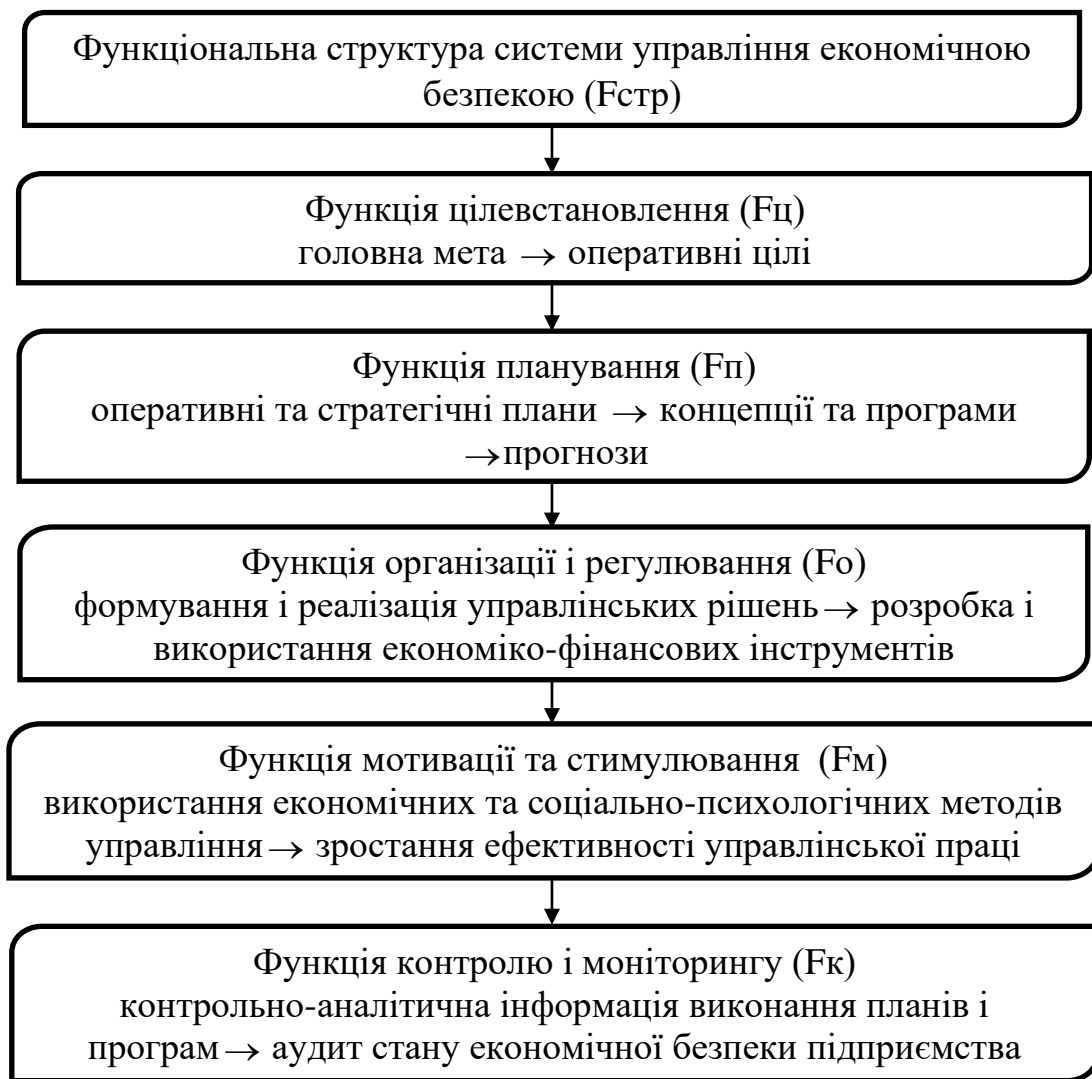 Функціональна структура системи управління економічною
безпекою (Fстр)
Функція цілевстановлення (Fц)
головна мета → оперативні цілі
Функція планування (Fп)
оперативні та стратегічні плани → концепції та програми
→прогнози
Функція організації і регулювання (Fо)
формування і реалізація управлінських рішень→ розробка і
використання економіко-фінансових інструментів
Функція мотивації та стимулювання (Fм)
використання економічних та соціально-психологічних методів
управління→ зростання ефективності управлінської праці
Функція контролю і моніторингу (Fк)
контрольно-аналітична інформація виконання планів і
програм→ аудит стану економічної безпеки підприємства